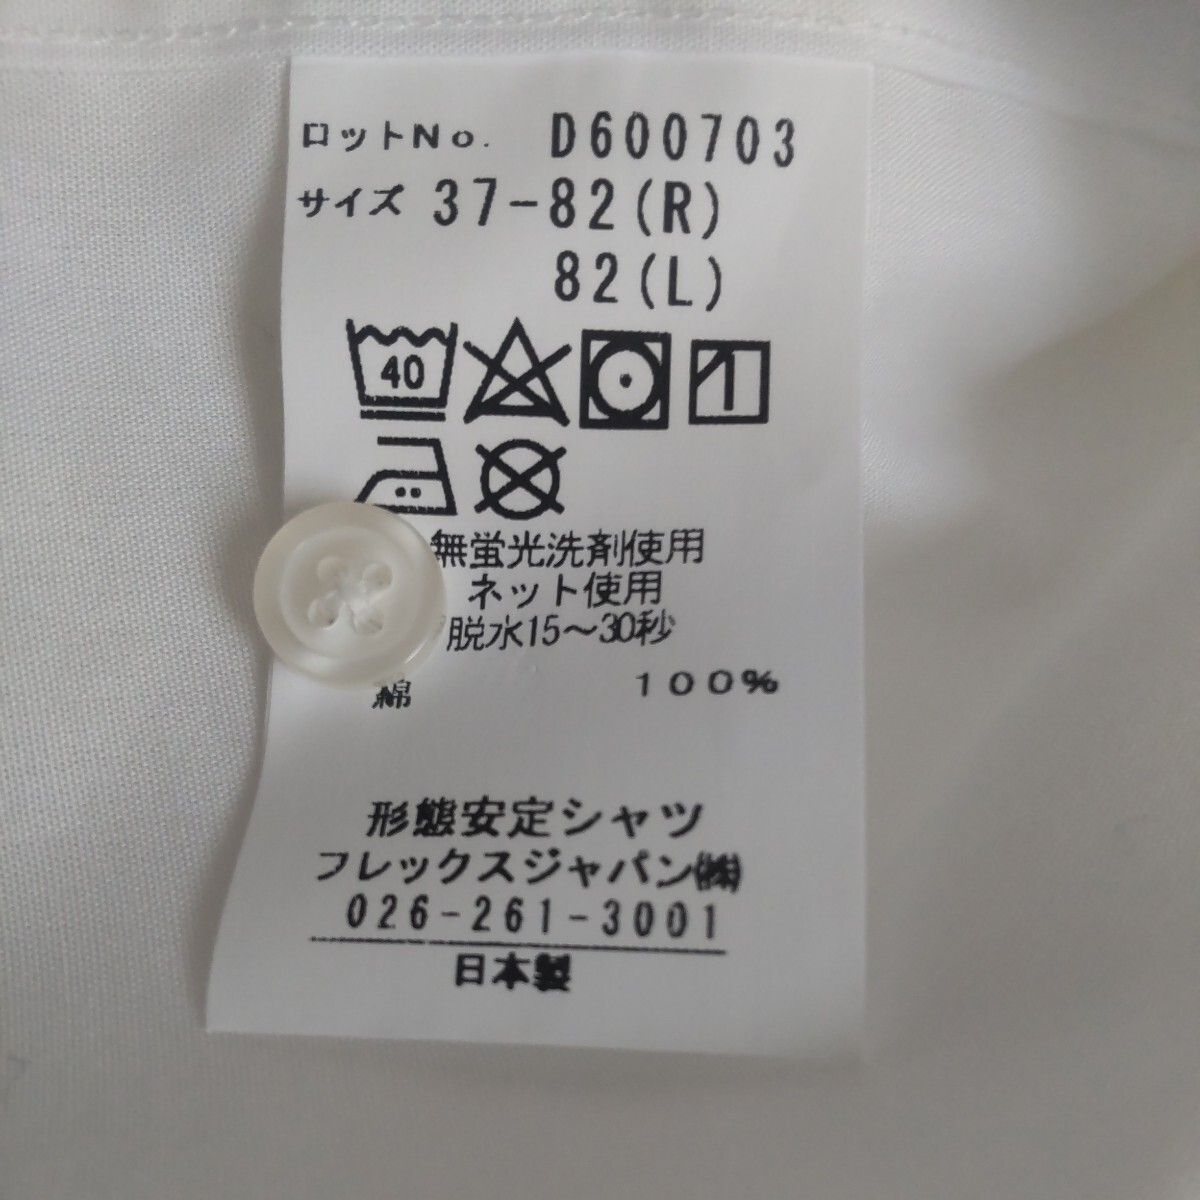 ロットNo. D600703
サイズ 37-82(R)
82(L)
40
無蛍光洗剤使用
ネット使用
脱水15～30秒
綿 100%
形態安定シャツ
フレックスジャパン㈱
026-261-3001
日本製